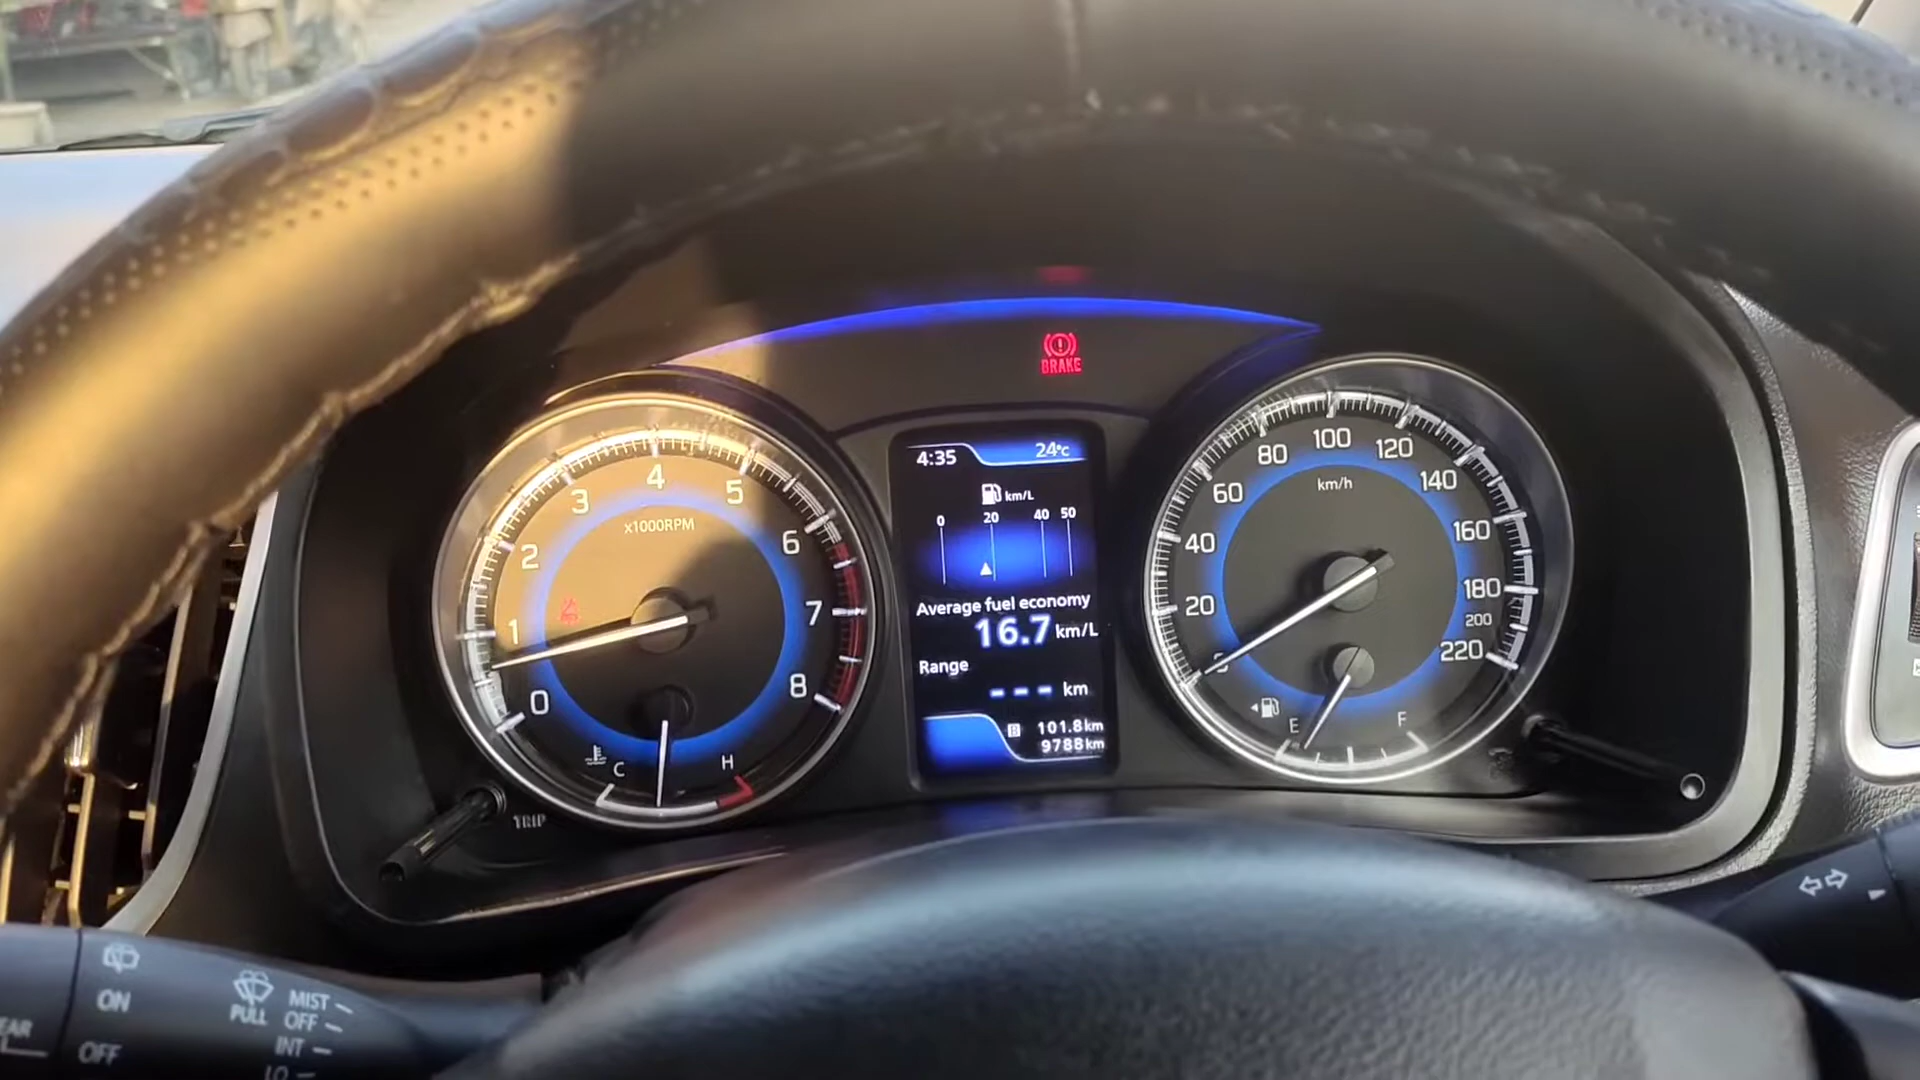 BRAKE
4:35
24°C
km/L
0 20 40 50
Average fuel economy
16.7 km/L
Range
--- km
B 101.8 km
9788 km
0 1 2 3 4 5 6 7 8
x1000RPM
C H
TRIP
20 40 60 80 100 120 140 160 180 200 220
km/h
E F
ON
OFF
PULL
MIST
OFF
INT
LO